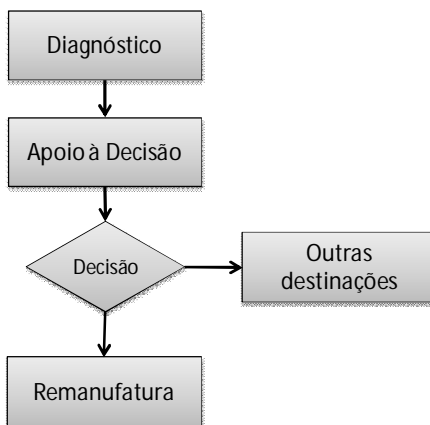 Diagnóstico
Apoio à Decisão
Decisão
Outras
destinações
Remanufatura